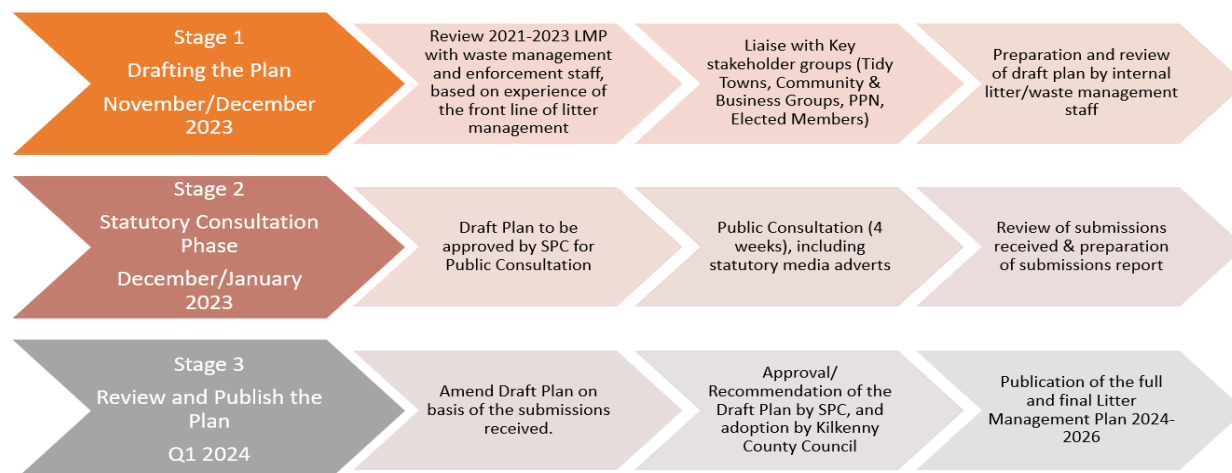 Stage 1
Drafting the Plan
November/December
2023
Review 2021-2023 LMP
with waste management
and enforcement staff,
based on experience of
the front line of litter
management
Liaise with Key
stakeholder groups (Tidy
Towns, Community &
Business Groups, PPN,
Elected Members)
Preparation and review
of draft plan by internal
litter/waste management
staff
Stage 2
Statutory Consultation
Phase
December/January
2023
Draft Plan to be
approved by SPC for
Public Consultation
Public Consultation (4
weeks), including
statutory media adverts
Review of submissions
received & preparation
of submissions report
Stage 3
Review and Publish the
Plan
Q1 2024
Amend Draft Plan on
basis of the submissions
received.
Approval/
Recommendation of the
Draft Plan by SPC, and
adoption by Kilkenny
County Council
Publication of the full
and final Litter
Management Plan 2024-
2026